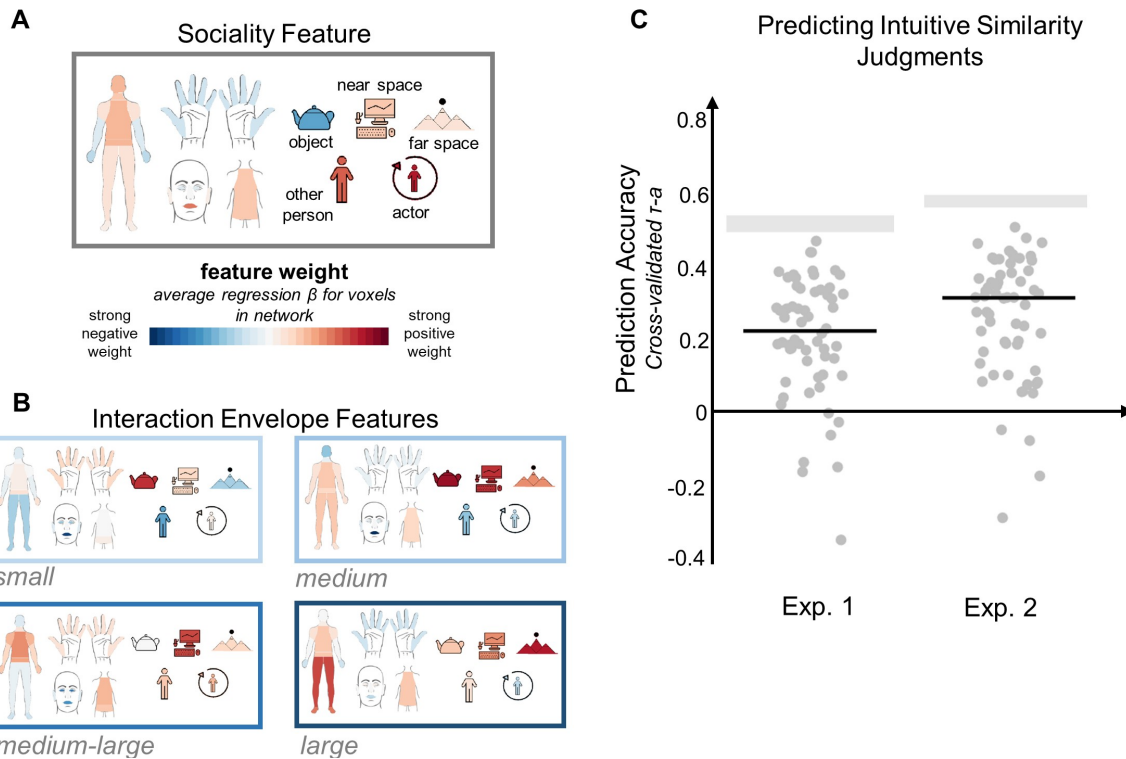 A
Sociality Feature
near space
object
far space
other
person
actor
feature weight
average regression β for voxels
in network
strong
negative
weight
strong
positive
weight
B
Interaction Envelope Features
small
medium
medium-large
large
C
Predicting Intuitive Similarity
Judgments
Prediction Accuracy
Cross-validated τ-a
0.8
0.6
0.4
0.2
0
-0.2
-0.4
Exp. 1
Exp. 2